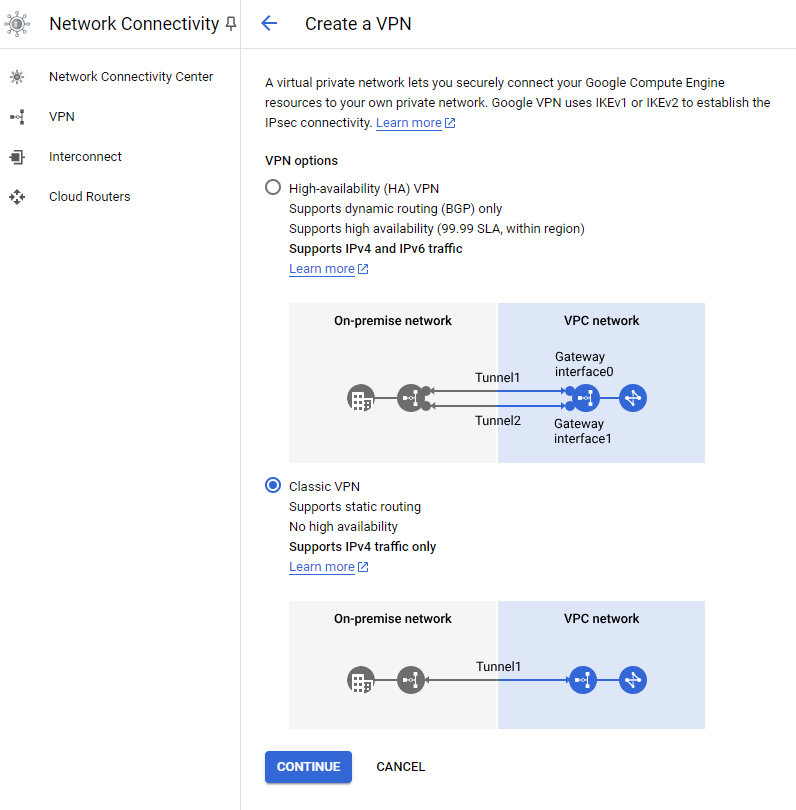 Network Connectivity
Create a VPN
Network Connectivity Center
VPN
Interconnect
Cloud Routers
A virtual private network lets you securely connect your Google Compute Engine
resources to your own private network. Google VPN uses IKEv1 or IKEv2 to establish the
IPsec connectivity. Learn more
VPN options
High-availability (HA) VPN
Supports dynamic routing (BGP) only
Supports high availability (99.99 SLA, within region)
Supports IPv4 and IPv6 traffic
Learn more
On-premise network
VPC network
Gateway
interface0
Tunnel1
Tunnel2
Gateway
interface1
Classic VPN
Supports static routing
No high availability
Supports IPv4 traffic only
Learn more
On-premise network
VPC network
Tunnel1
CONTINUE
CANCEL